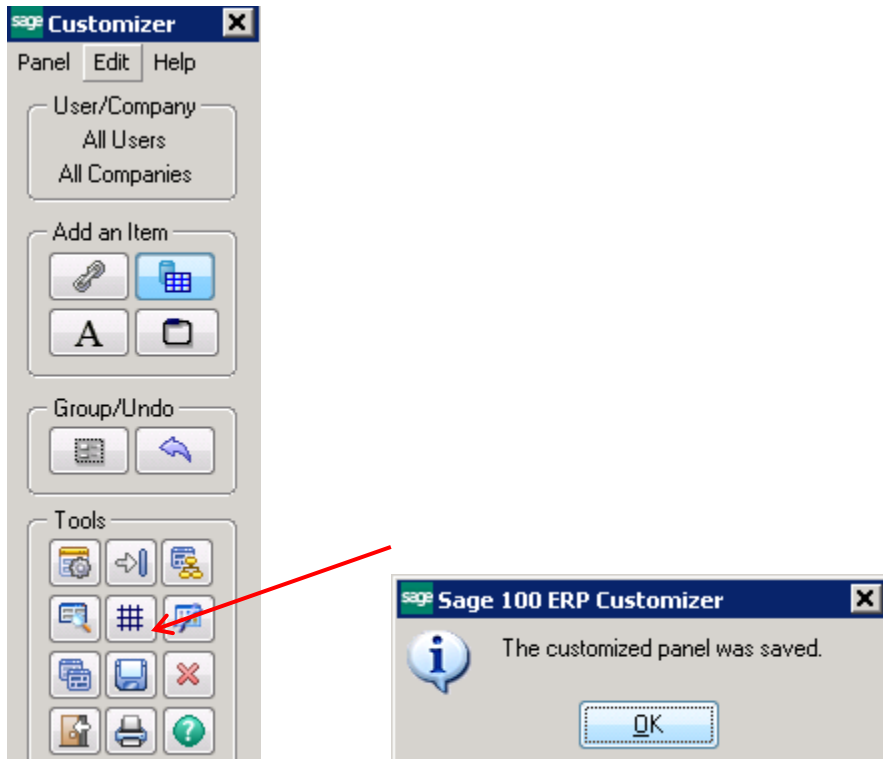 sage Customizer
Panel Edit Help
User/Company
All Users
All Companies
Add an Item
A
Group/Undo
Tools
?
sage Sage 100 ERP Customizer
i
The customized panel was saved.
OK